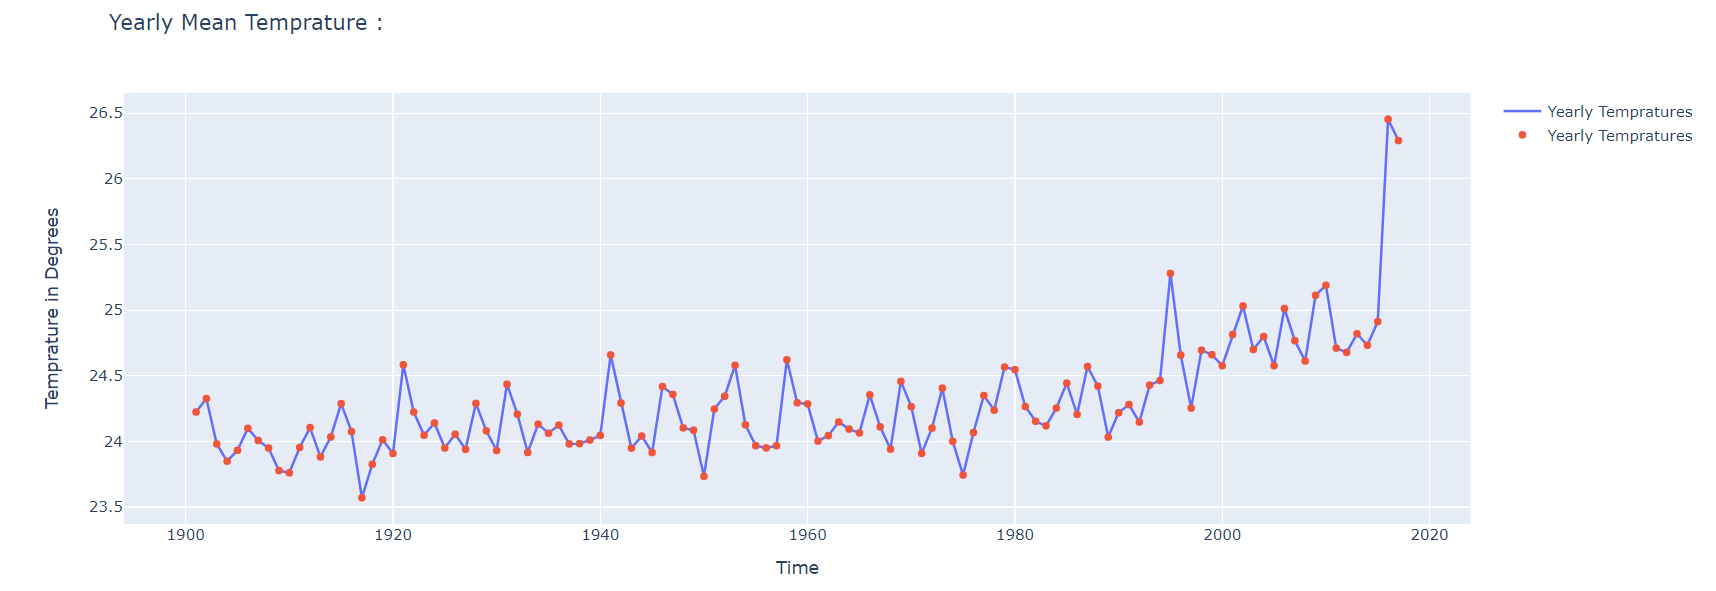 Yearly Mean Temprature :
26.5
26
25.5
25
24.5
24
23.5
Temprature in Degrees
1900 1920 1940 1960 1980 2000 2020
Time
Yearly Tempratures
Yearly Tempratures